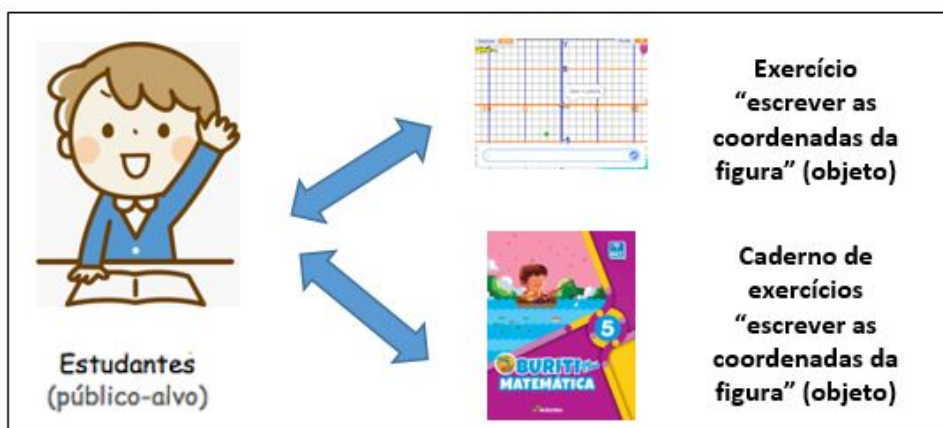 Exercício
“escrever as
coordenadas da
figura” (objeto)
5
BURITI
MATEMÁTICA
Caderno de
exercícios
“escrever as
coordenadas da
figura” (objeto)
Estudantes
(público-alvo)